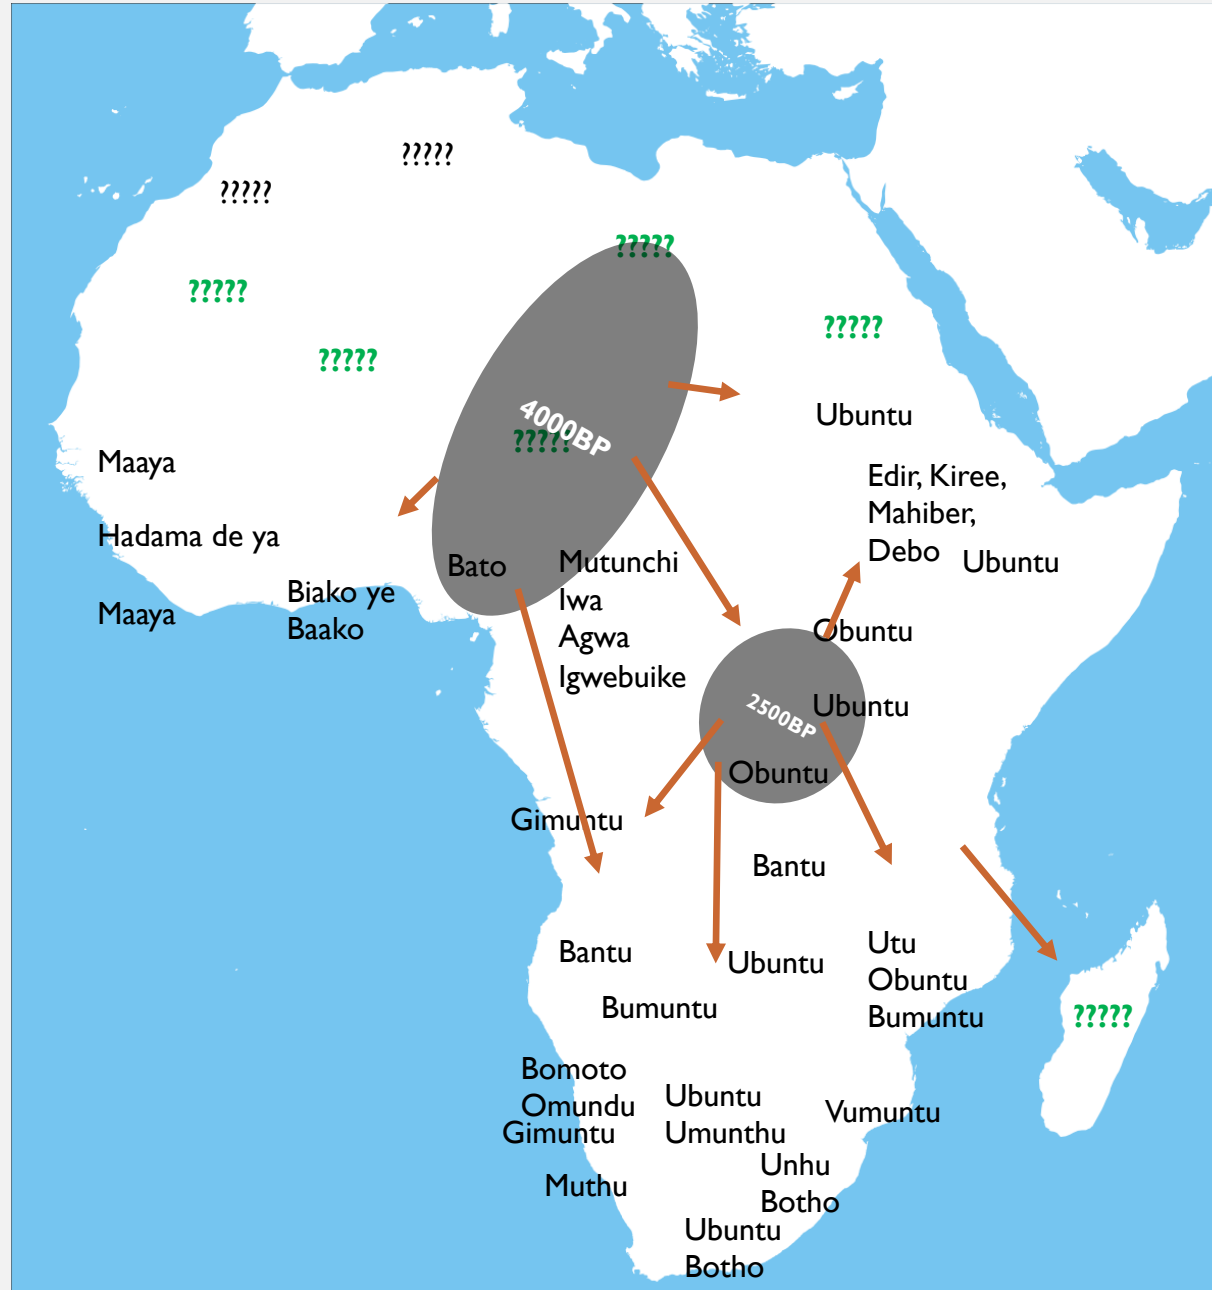 ?????
?????
?????
?????
?????
?????
4000BP
?????
Ubuntu
Maaya
Edir, Kiree,
Mahiber,
Debo
Ubuntu
Hadama de ya
Bato
Mutunchi
Iwa
Agwa
Igwebuike
Biako ye
Baako
Maaya
Obuntu
Ubuntu
2500BP
Obuntu
Gimuntu
Bantu
Bantu
Ubuntu
Utu
Obuntu
Bumuntu
Bumuntu
?????
Bomoto
Omundu
Gimuntu
Ubuntu
Umunthu
Vumuntu
Muthu
Unhu
Botho
Ubuntu
Botho